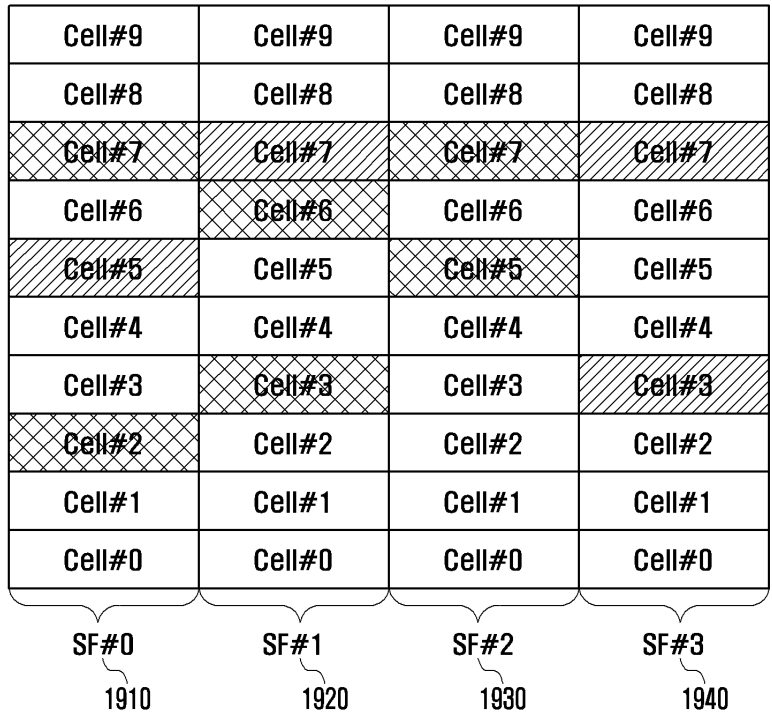 Cell#9 Cell#9 Cell#9 Cell#9
Cell#8 Cell#8 Cell#8 Cell#8
Cell#7 Cell#7 Cell#7 Cell#7
Cell#6 Cell#6 Cell#6 Cell#6
Cell#5 Cell#5 Cell#5 Cell#5
Cell#4 Cell#4 Cell#4 Cell#4
Cell#3 Cell#3 Cell#3 Cell#3
Cell#2 Cell#2 Cell#2 Cell#2
Cell#1 Cell#1 Cell#1 Cell#1
Cell#0 Cell#0 Cell#0 Cell#0
SF#0 SF#1 SF#2 SF#3
1910 1920 1930 1940